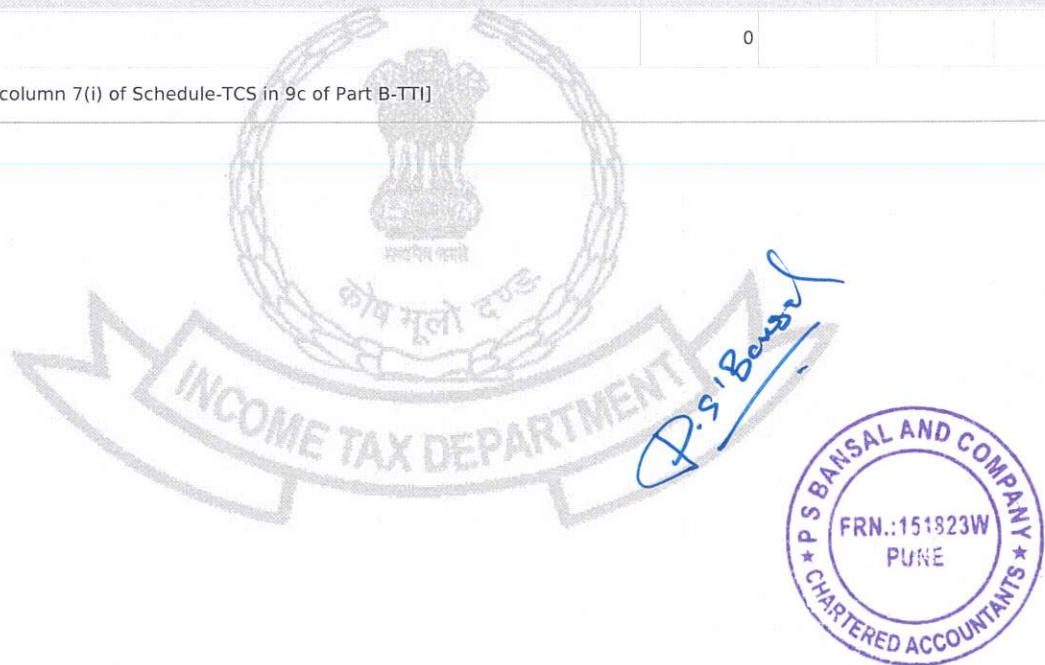 0
column 7(i) of Schedule-TCS in 9c of Part B-TTI]
सत्यमेव जयते
कोष मूलो दण्डः
INCOME TAX DEPARTMENT
P.S. Bansal
P S BANSAL AND COMPANY
FRN.:151823W
PUNE
★ CHARTERED ACCOUNTANTS ★